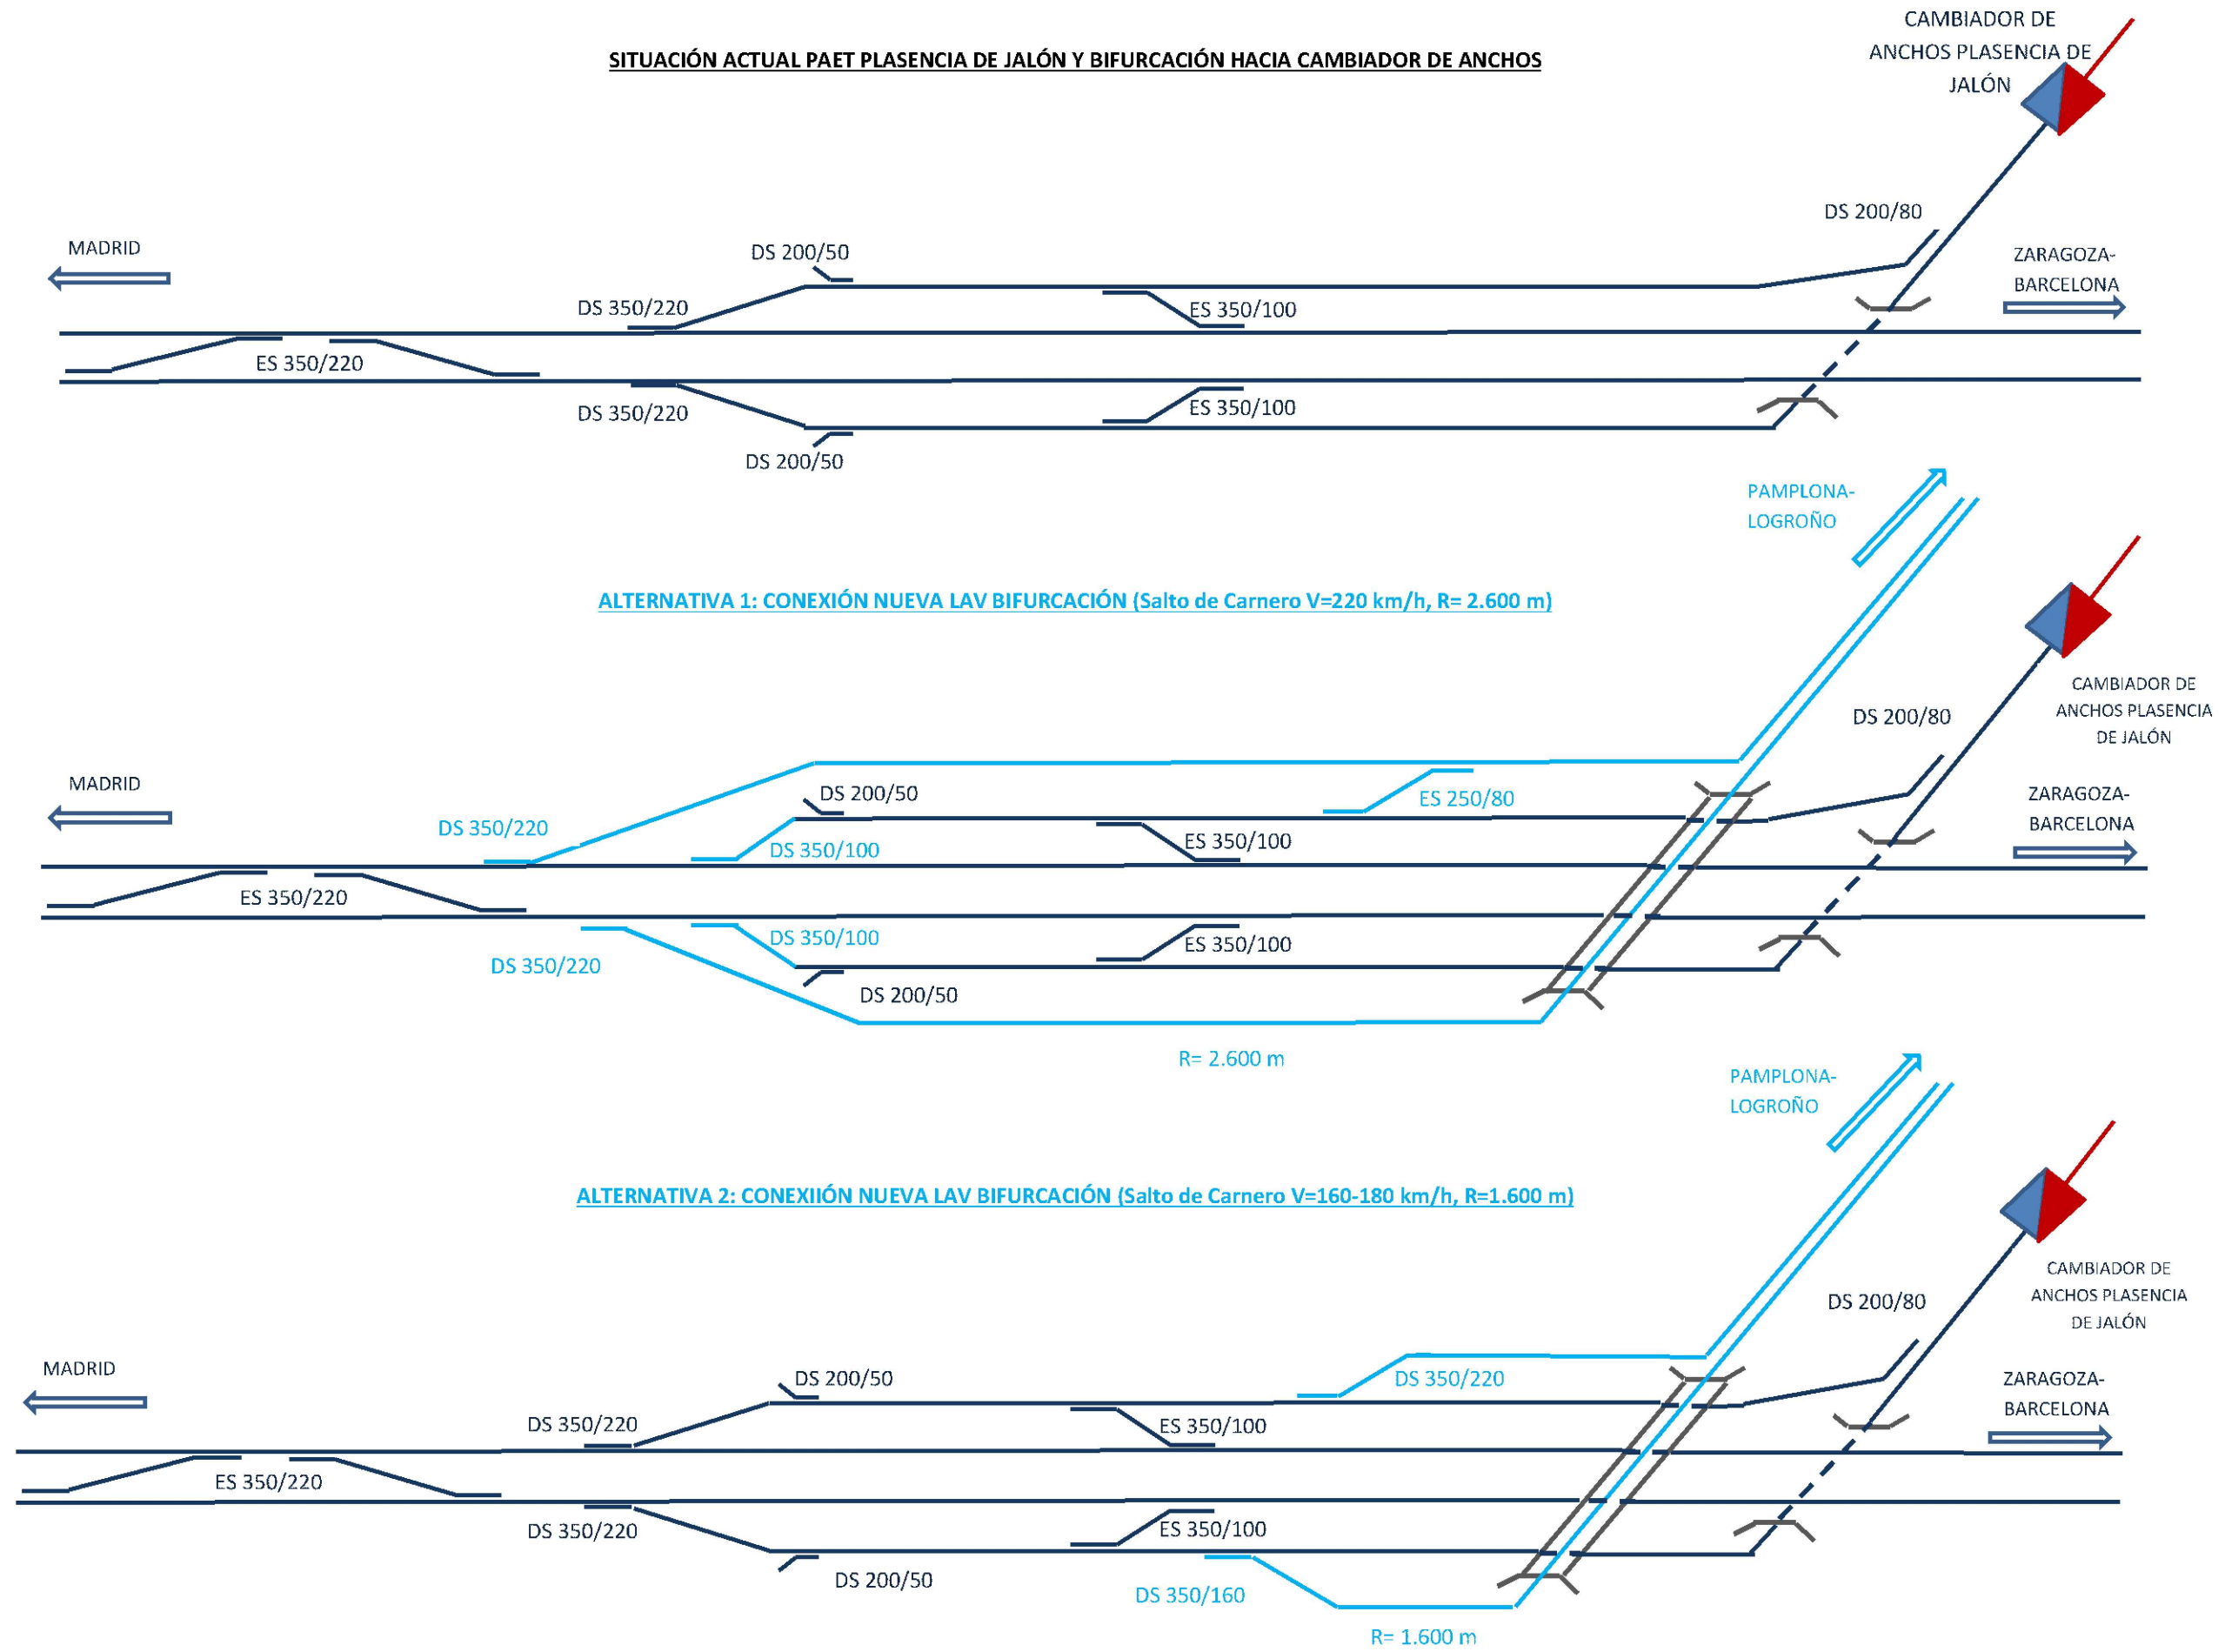 SITUACIÓN ACTUAL PAET PLASENCIA DE JALÓN Y BIFURCACIÓN HACIA CAMBIADOR DE ANCHOS
CAMBIADOR DE
ANCHOS PLASENCIA DE
JALÓN
DS 200/80
MADRID
DS 200/50
ZARAGOZA-
BARCELONA
DS 350/220
ES 350/100
ES 350/220
DS 350/220
ES 350/100
DS 200/50
PAMPLONA-
LOGROÑO
ALTERNATIVA 1: CONEXIÓN NUEVA LAV BIFURCACIÓN (Salto de Carnero V=220 km/h, R= 2.600 m)
CAMBIADOR DE
ANCHOS PLASENCIA
DE JALÓN
DS 200/80
MADRID
DS 200/50
ES 250/80
ZARAGOZA-
BARCELONA
DS 350/220
DS 350/100
ES 350/100
ES 350/220
DS 350/100
ES 350/100
DS 350/220
DS 200/50
R= 2.600 m
PAMPLONA-
LOGROÑO
ALTERNATIVA 2: CONEXIIÓN NUEVA LAV BIFURCACIÓN (Salto de Carnero V=160-180 km/h, R=1.600 m)
CAMBIADOR DE
ANCHOS PLASENCIA
DE JALÓN
DS 200/80
MADRID
DS 200/50
DS 350/220
ZARAGOZA-
BARCELONA
DS 350/220
ES 350/100
ES 350/220
DS 350/220
ES 350/100
DS 200/50
DS 350/160
R= 1.600 m